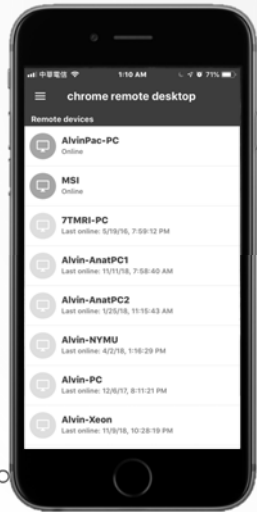 中華電信 1:10 AM 71%
chrome remote desktop
Remote devices
AlvinPac-PC
Online
MSI
Online
7TMRI-PC
Last online: 5/19/16, 7:59:12 PM
Alvin-AnatPC1
Last online: 11/11/18, 7:58:40 AM
Alvin-AnatPC2
Last online: 1/25/18, 11:15:43 AM
Alvin-NYMU
Last online: 4/2/18, 1:16:29 PM
Alvin-PC
Last online: 12/6/17, 8:11:21 PM
Alvin-Xeon
Last online: 11/9/18, 10:28:19 PM